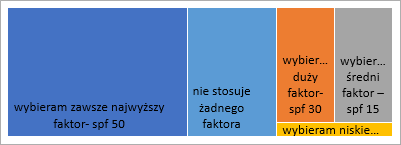 wybieram zawsze najwyższy
faktor- spf 50
nie stosuje
żadnego
faktora
wybier...
duży
faktor-
spf 30
wybier...
średni
faktor –
spf 15
wybieram niskie...